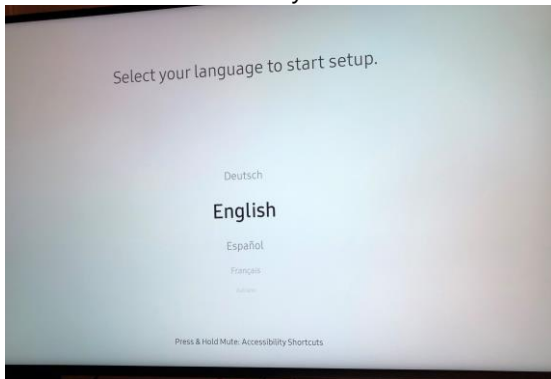 Select your language to start setup.
Deutsch
English
Español
Français
Press & Hold Mute: Accessibility Shortcuts